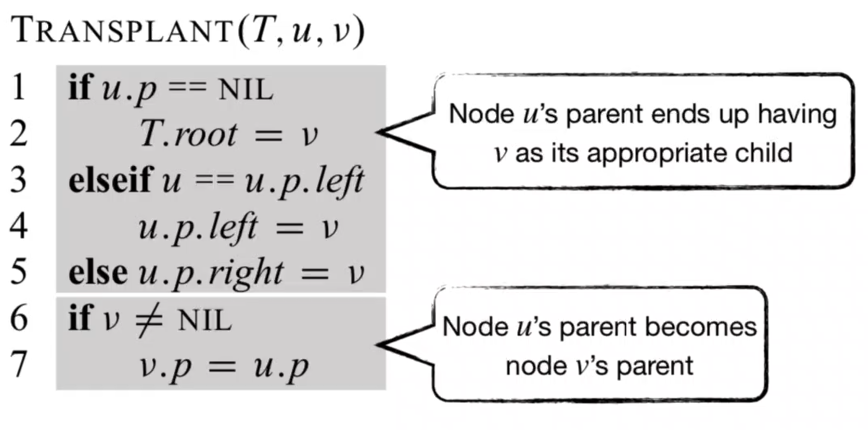 TRANSPLANT(T, u, v)
1 if u.p == NIL
2 T.root = v
3 elseif u == u.p.left
4 u.p.left = v
5 else u.p.right = v
6 if v ≠ NIL
7 v.p = u.p
Node u's parent ends up having
v as its appropriate child
Node u's parent becomes
node v's parent